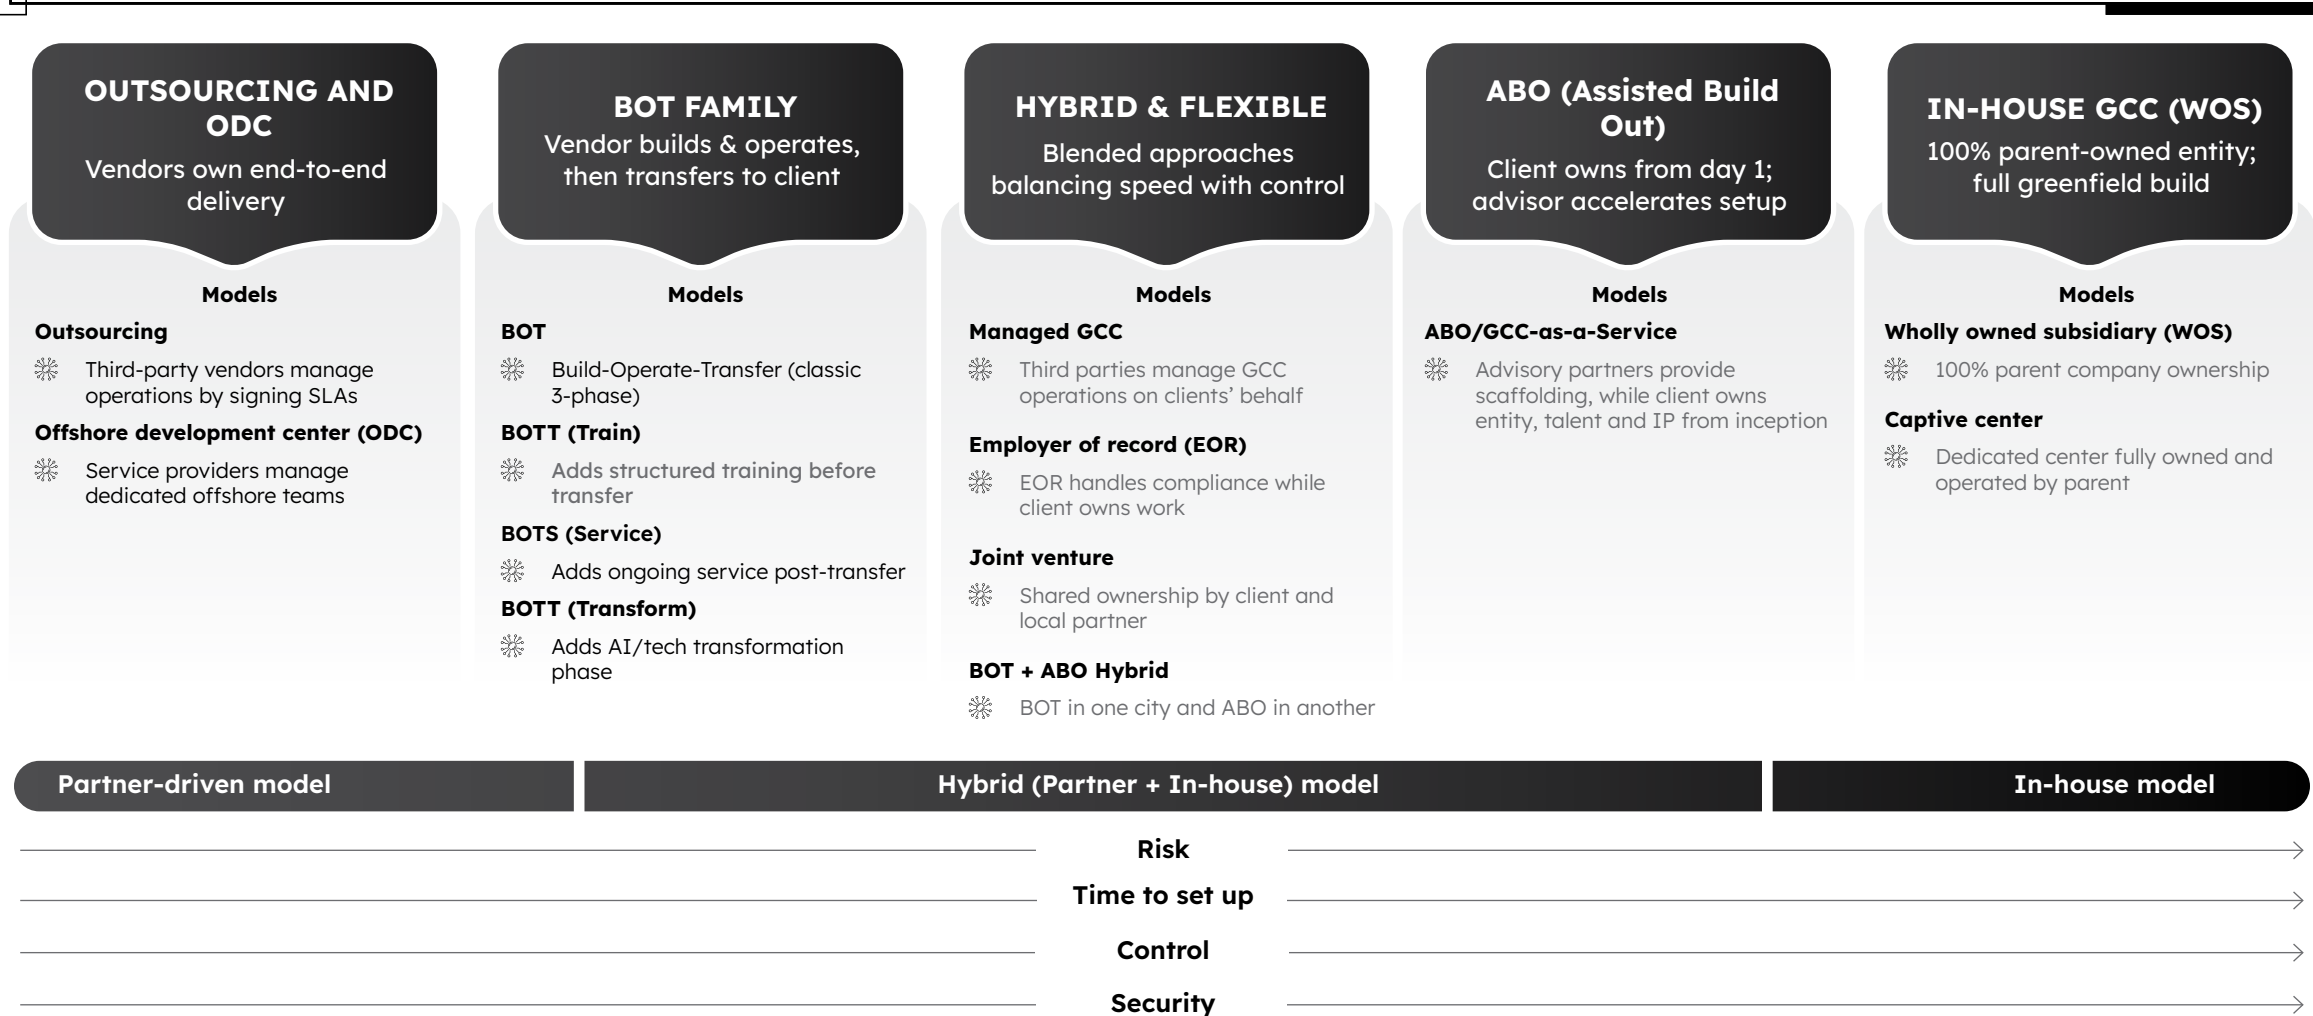 OUTSOURCING AND
ODC
Vendors own end-to-end
delivery
Models
Outsourcing
Third-party vendors manage
operations by signing SLAs
Offshore development center (ODC)
Service providers manage
dedicated offshore teams
BOT FAMILY
Vendor builds & operates,
then transfers to client
Models
BOT
Build-Operate-Transfer (classic
3-phase)
BOTT (Train)
Adds structured training before
transfer
BOTS (Service)
Adds ongoing service post-transfer
BOTT (Transform)
Adds AI/tech transformation
phase
HYBRID & FLEXIBLE
Blended approaches
balancing speed with control
Models
Managed GCC
Third parties manage GCC
operations on clients’ behalf
Employer of record (EOR)
EOR handles compliance while
client owns work
Joint venture
Shared ownership by client and
local partner
BOT + ABO Hybrid
BOT in one city and ABO in another
ABO (Assisted Build
Out)
Client owns from day 1;
advisor accelerates setup
Models
ABO/GCC-as-a-Service
Advisory partners provide
scaffolding, while client owns
entity, talent and IP from inception
IN-HOUSE GCC (WOS)
100% parent-owned entity;
full greenfield build
Models
Wholly owned subsidiary (WOS)
100% parent company ownership
Captive center
Dedicated center fully owned and
operated by parent
Partner-driven model
Hybrid (Partner + In-house) model
In-house model
Risk
Time to set up
Control
Security